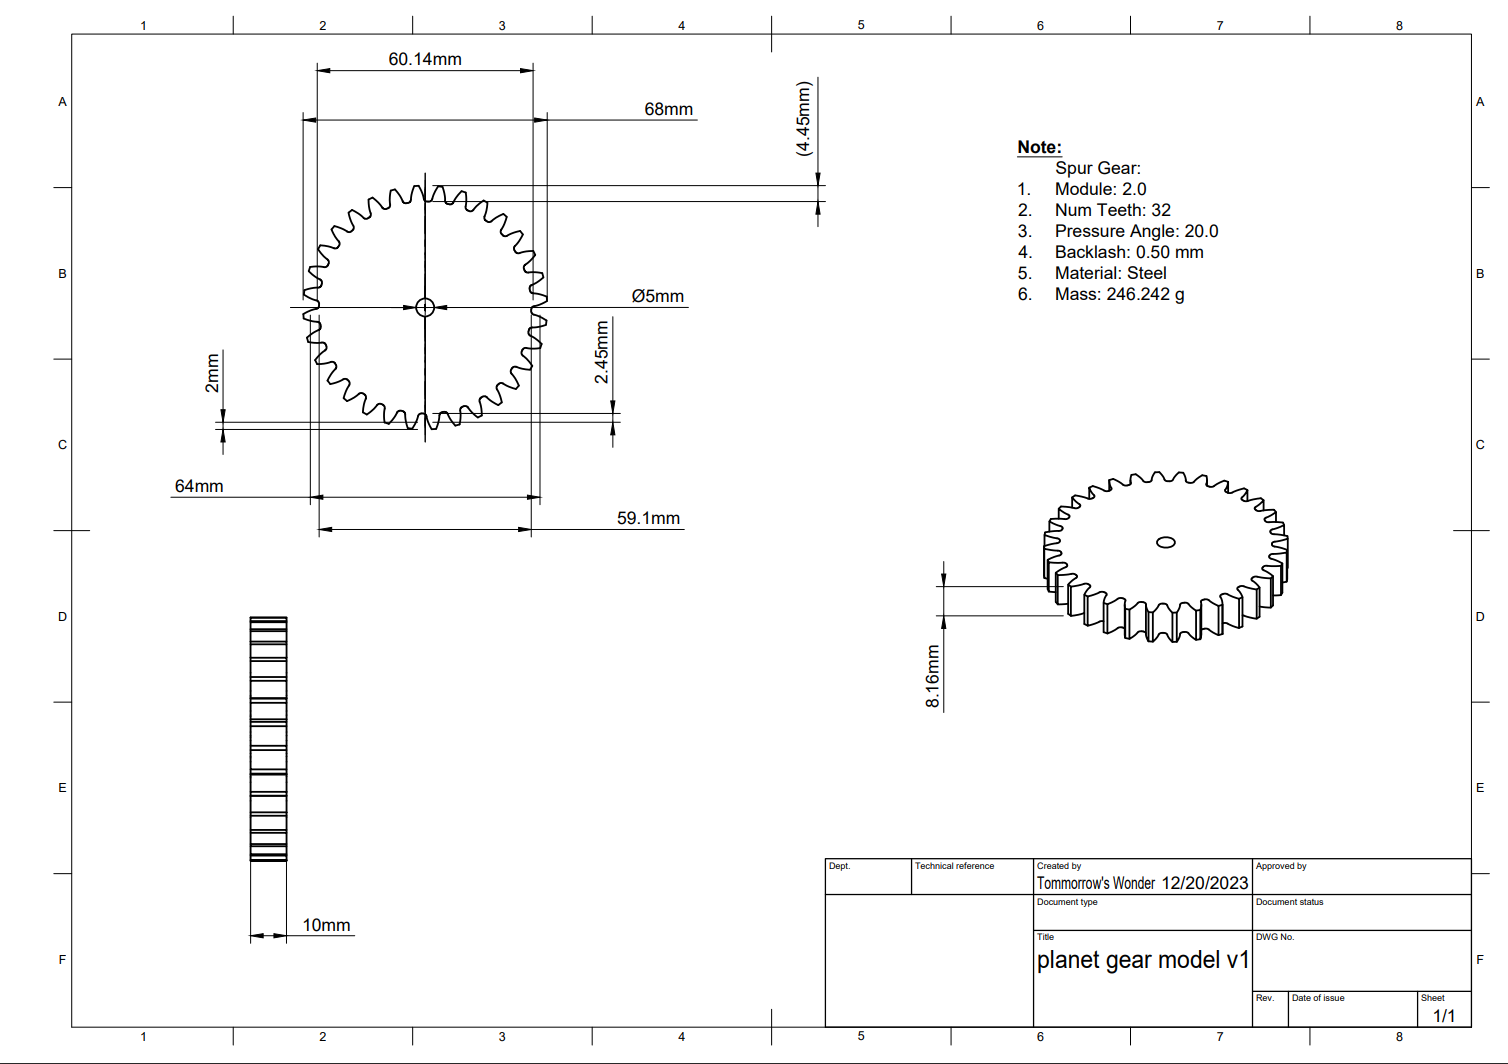 1 2 3 4 5 6 7 8
60.14mm
68mm
(4.45mm)
A A
Note:
Spur Gear:
1. Module: 2.0
2. Num Teeth: 32
3. Pressure Angle: 20.0
4. Backlash: 0.50 mm
5. Material: Steel
6. Mass: 246.242 g
B B
Ø5mm
2mm
2.45mm
C C
64mm
59.1mm
D D
8.16mm
E E
10mm
F F
Dept.
Technical reference
Created by
Tommorrow's Wonder 12/20/2023
Approved by
Document type
Document status
Title
planet gear model v1
DWG No.
Rev.
Date of issue
Sheet
1/1
1 2 3 4 5 6 7 8